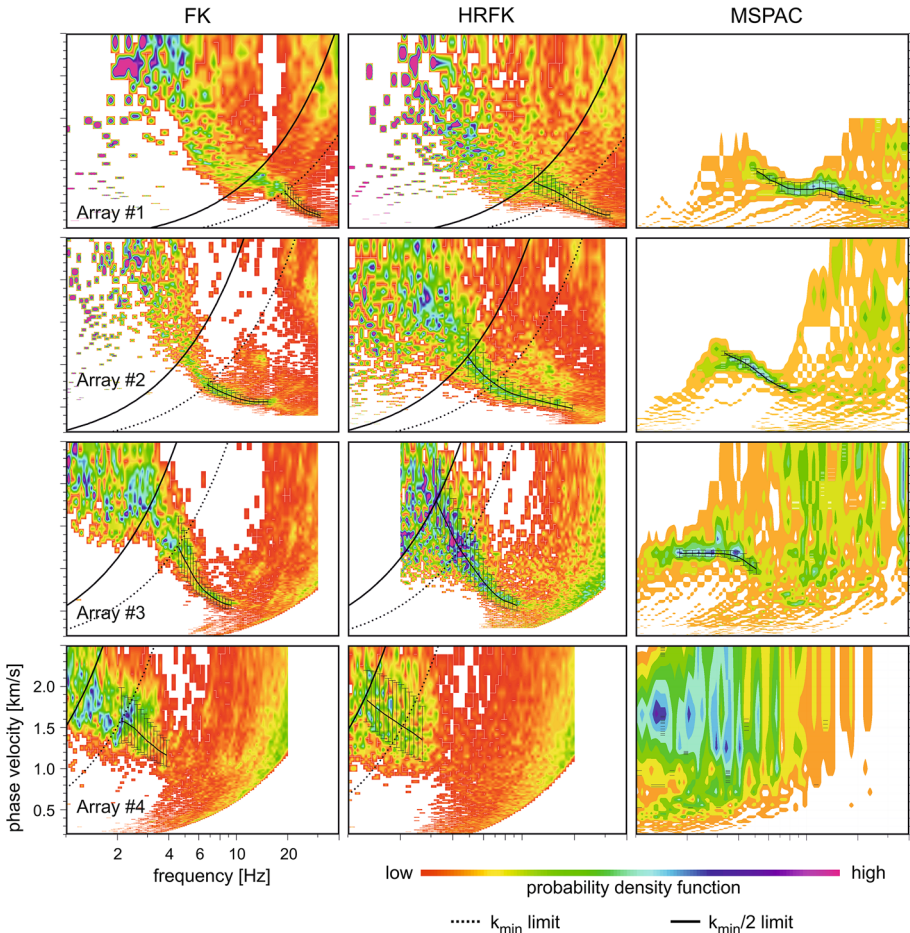 FK HRFK MSPAC
Array #1
Array #2
Array #3
2.0
1.5
1.0
0.5
phase velocity [km/s]
Array #4
2 4 6 10 20
frequency [Hz]
low high
probability density function
kmin limit kmin/2 limit